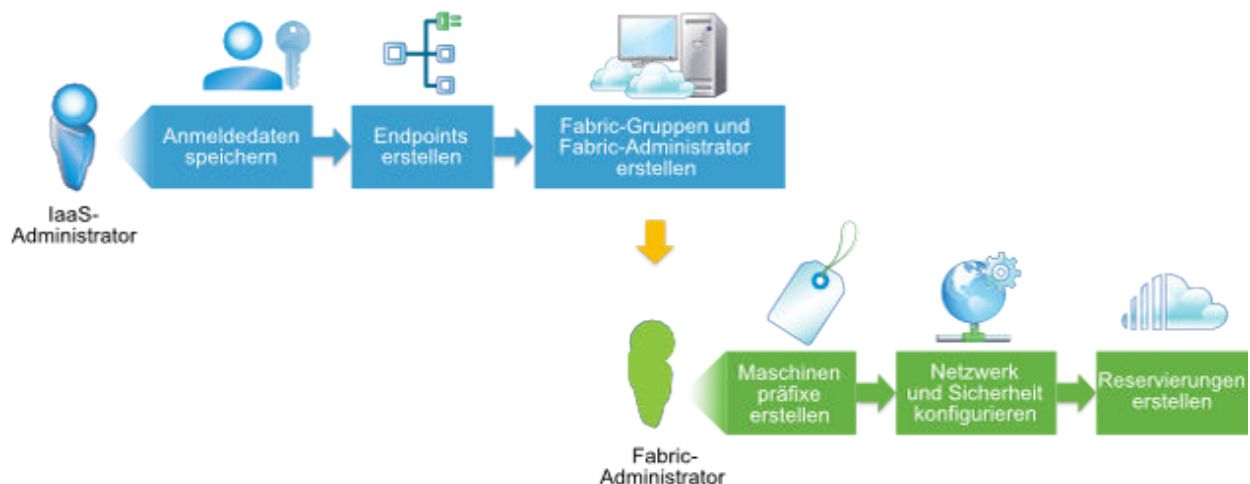 Anmeldedaten
speichern
Endpoints
erstellen
Fabric-Gruppen und
Fabric-Administrator
erstellen
IaaS-
Administrator
Maschinen
präfixe
erstellen
Netzwerk
und Sicherheit
konfigurieren
Reservierungen
erstellen
Fabric-
Administrator